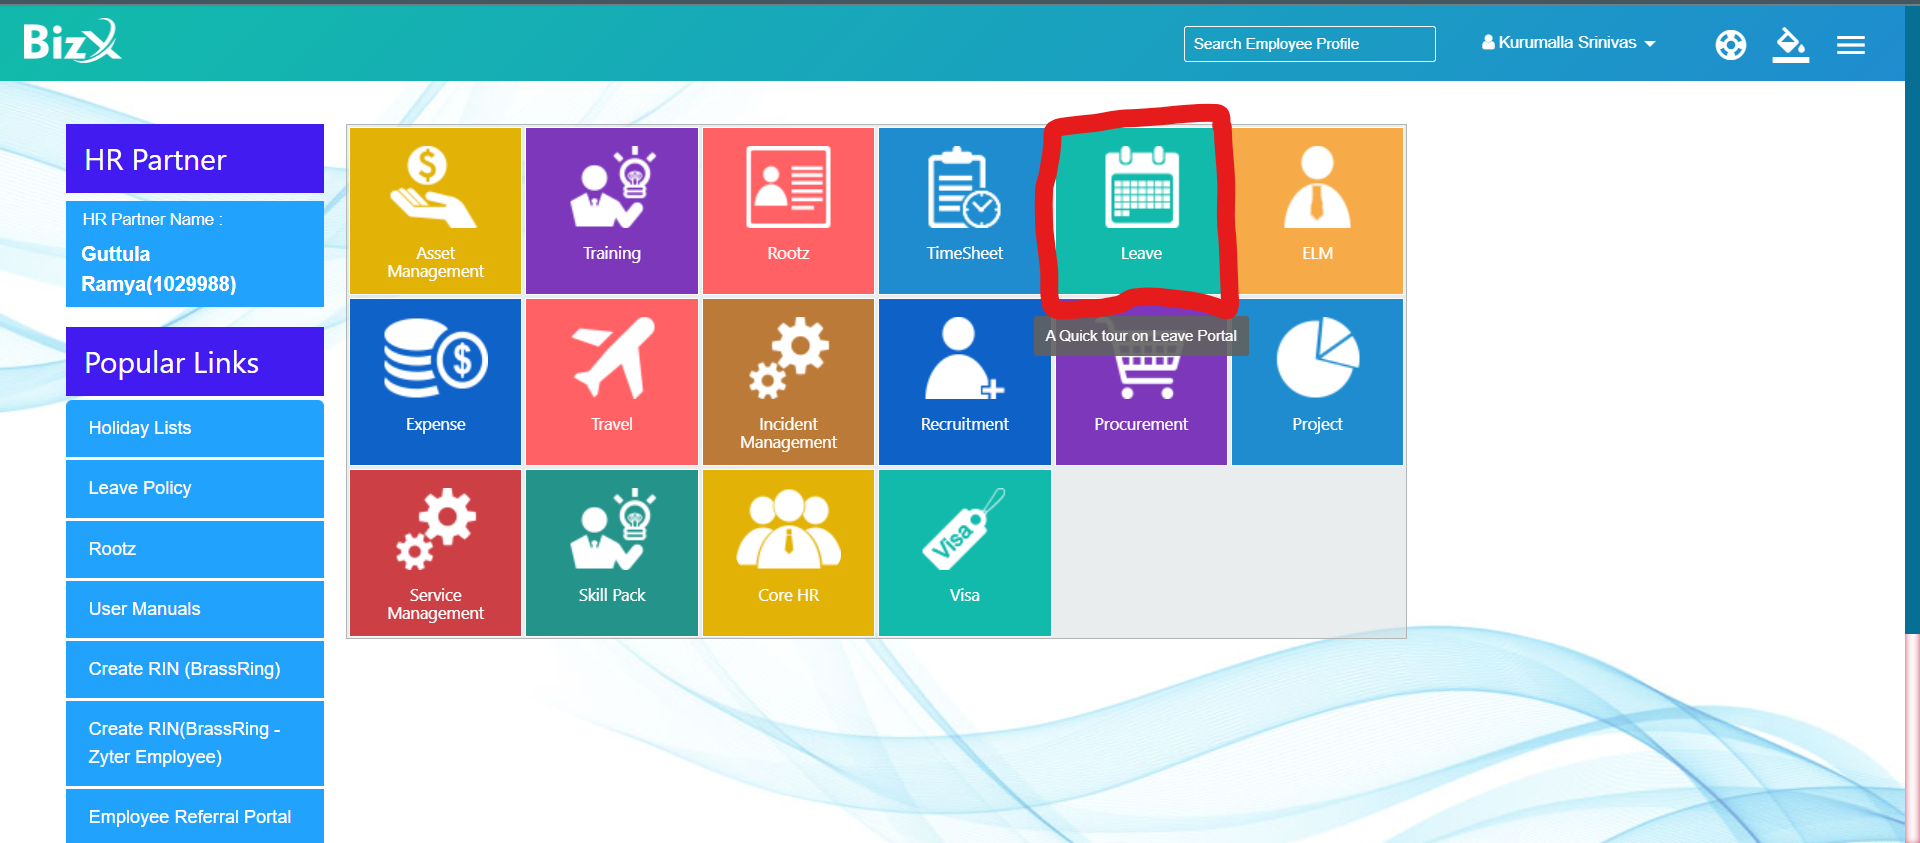 BizX
Search Employee Profile
Kurumalla Srinivas
HR Partner
HR Partner Name :
Guttula
Ramya(1029988)
Popular Links
Holiday Lists
Leave Policy
Rootz
User Manuals
Create RIN (BrassRing)
Create RIN(BrassRing -
Zyter Employee)
Employee Referral Portal
Asset
Management
Training
Rootz
TimeSheet
Leave
ELM
A Quick tour on Leave Portal
Expense
Travel
Incident
Management
Recruitment
Procurement
Project
Service
Management
Skill Pack
Core HR
Visa
Visa